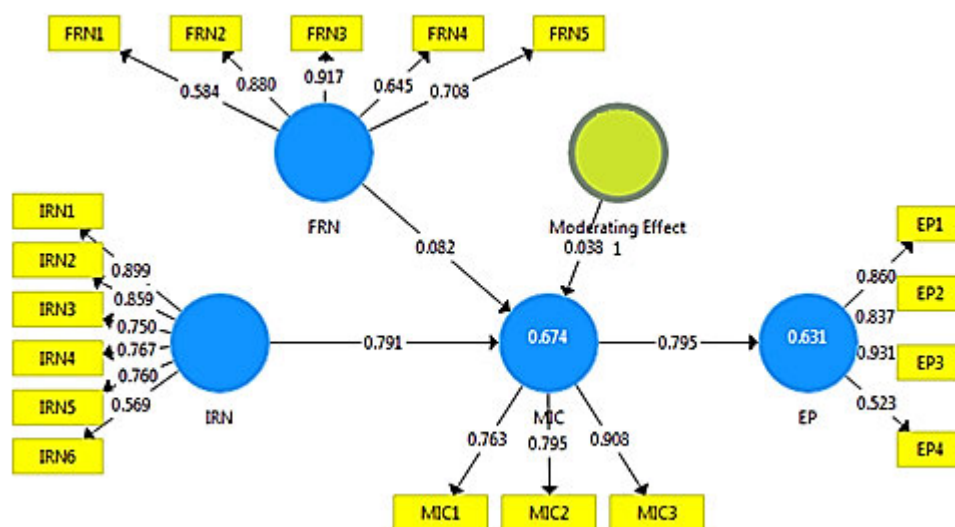 FRN1
FRN2
FRN3
FRN4
FRN5
0.584
0.880
0.917
0.645
0.708
FRN
Moderating Effect
1
0.082
0.038
IRN1
IRN2
IRN3
IRN4
IRN5
IRN6
0.899
0.859
0.750
0.767
0.760
0.569
IRN
0.791
0.674
MIC
0.795
0.631
EP
EP1
EP2
EP3
EP4
0.860
0.837
0.931
0.523
0.763
0.795
0.908
MIC1
MIC2
MIC3